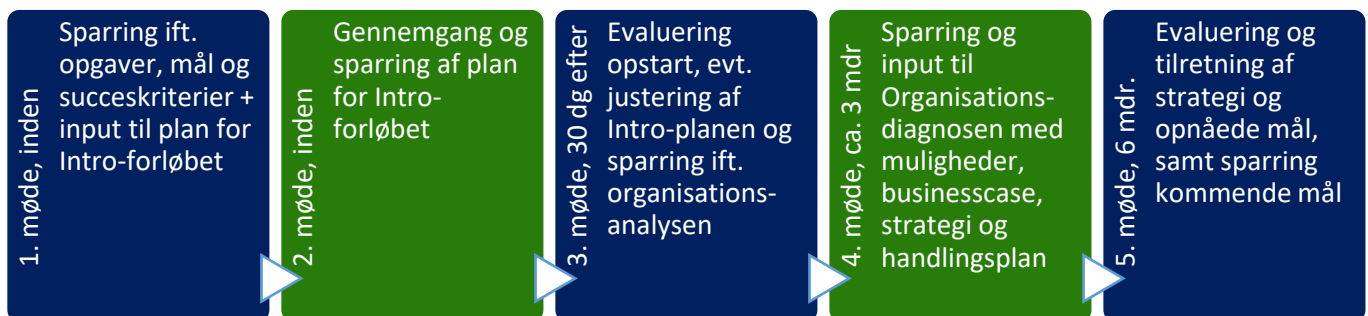 1. møde, inden
Sparring ift.
opgaver, mål og
succeskriterier +
input til plan for
Intro-forløbet
2. møde, inden
Gennemgang og
sparring af plan
for Intro-
forløbet
3. møde, 30 dg efter
Evaluering
opstart, evt.
justering af
Intro-planen og
sparring ift.
organisations-
analysen
4. møde, ca. 3 mdr
Sparring og
input til
Organisations-
diagnosen med
muligheder,
businesscase,
strategi og
handlingsplan
5. møde, 6 mdr.
Evaluering og
tilretning af
strategi og
opnåede mål,
samt sparring
kommende mål